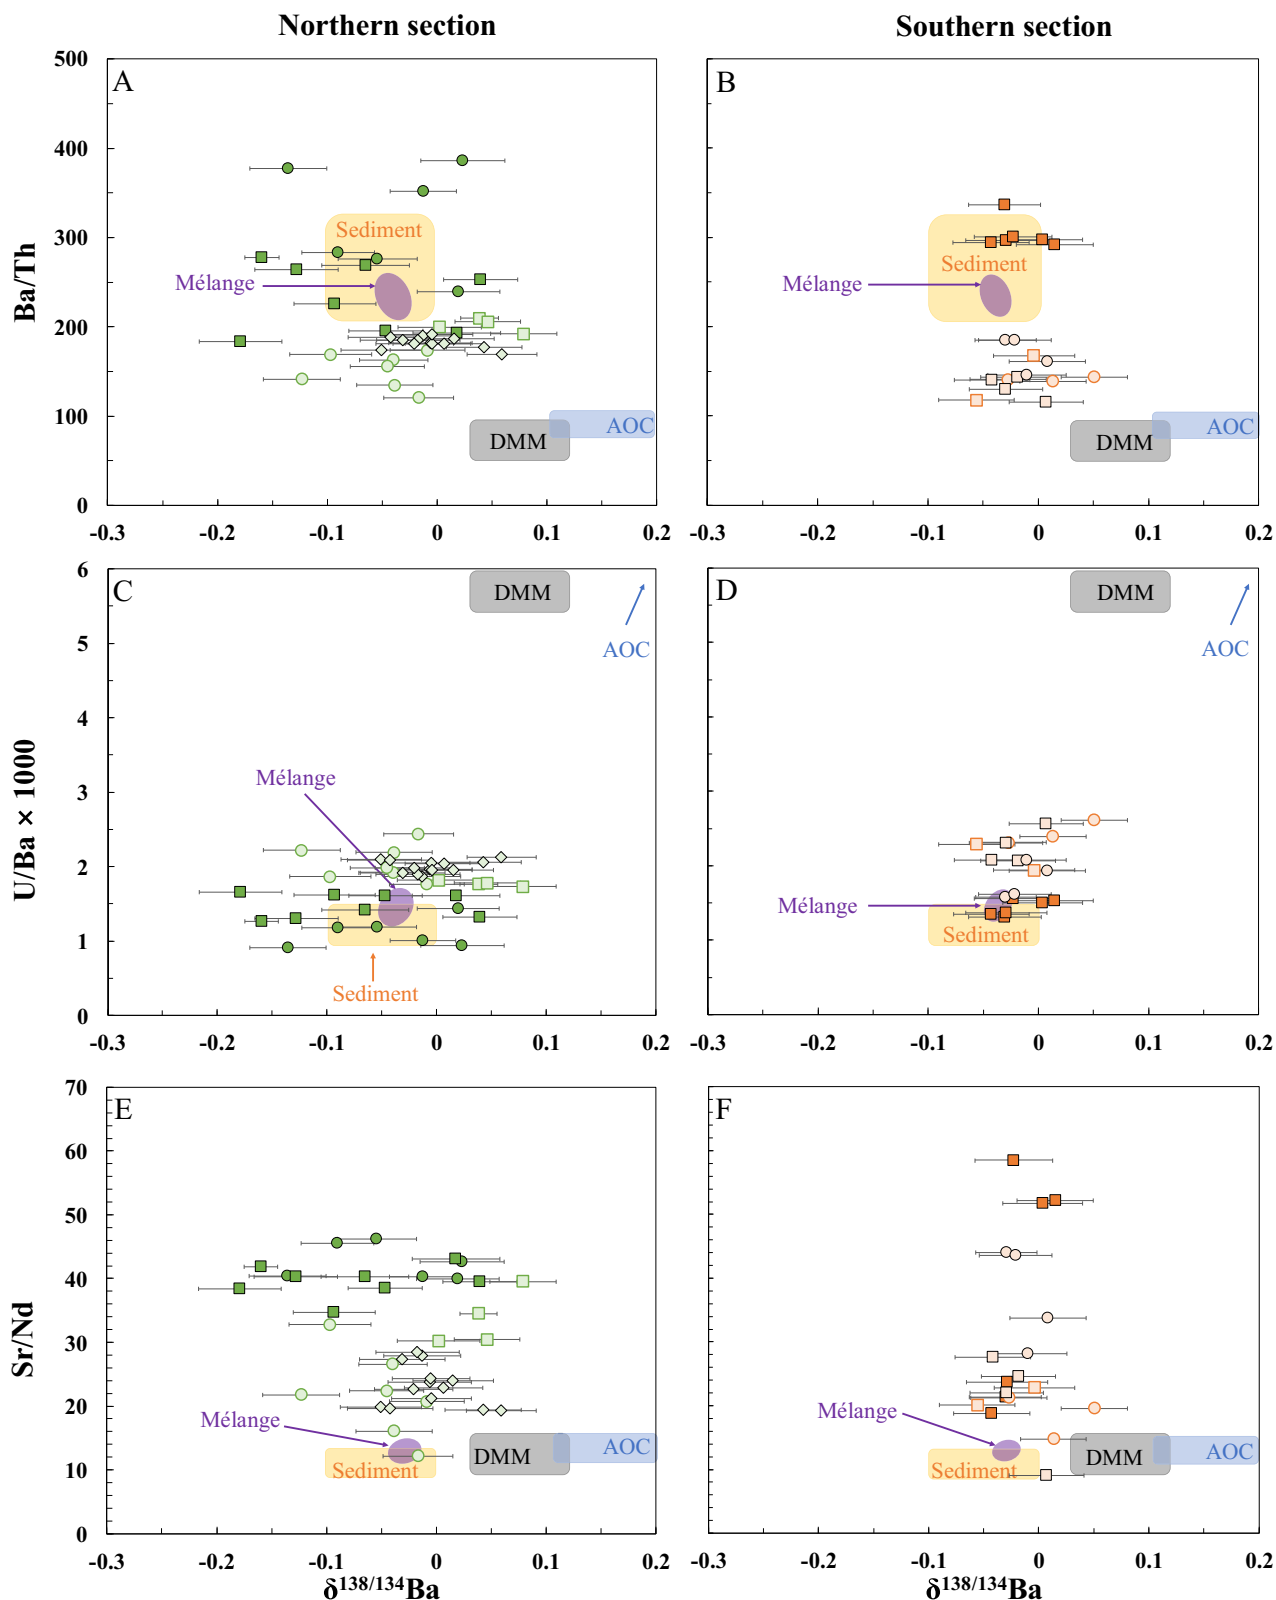 Northern section
Southern section
500
400
300
200
100
0
Ba/Th
A
Sediment
Mélange
DMM
AOC
-0.3
-0.2
-0.1
0
0.1
0.2
B
Sediment
Mélange
DMM
AOC
-0.3
-0.2
-0.1
0
0.1
0.2
6
5
4
3
2
1
0
U/Ba × 1000
C
DMM
AOC
Mélange
Sediment
-0.3
-0.2
-0.1
0
0.1
0.2
D
DMM
AOC
Mélange
Sediment
-0.3
-0.2
-0.1
0
0.1
0.2
70
60
50
40
30
20
10
0
Sr/Nd
E
Mélange
Sediment
DMM
AOC
-0.3
-0.2
-0.1
0
0.1
0.2
δ¹³⁸/¹³⁴Ba
F
Mélange
Sediment
DMM
AOC
-0.3
-0.2
-0.1
0
0.1
0.2
δ¹³⁸/¹³⁴Ba